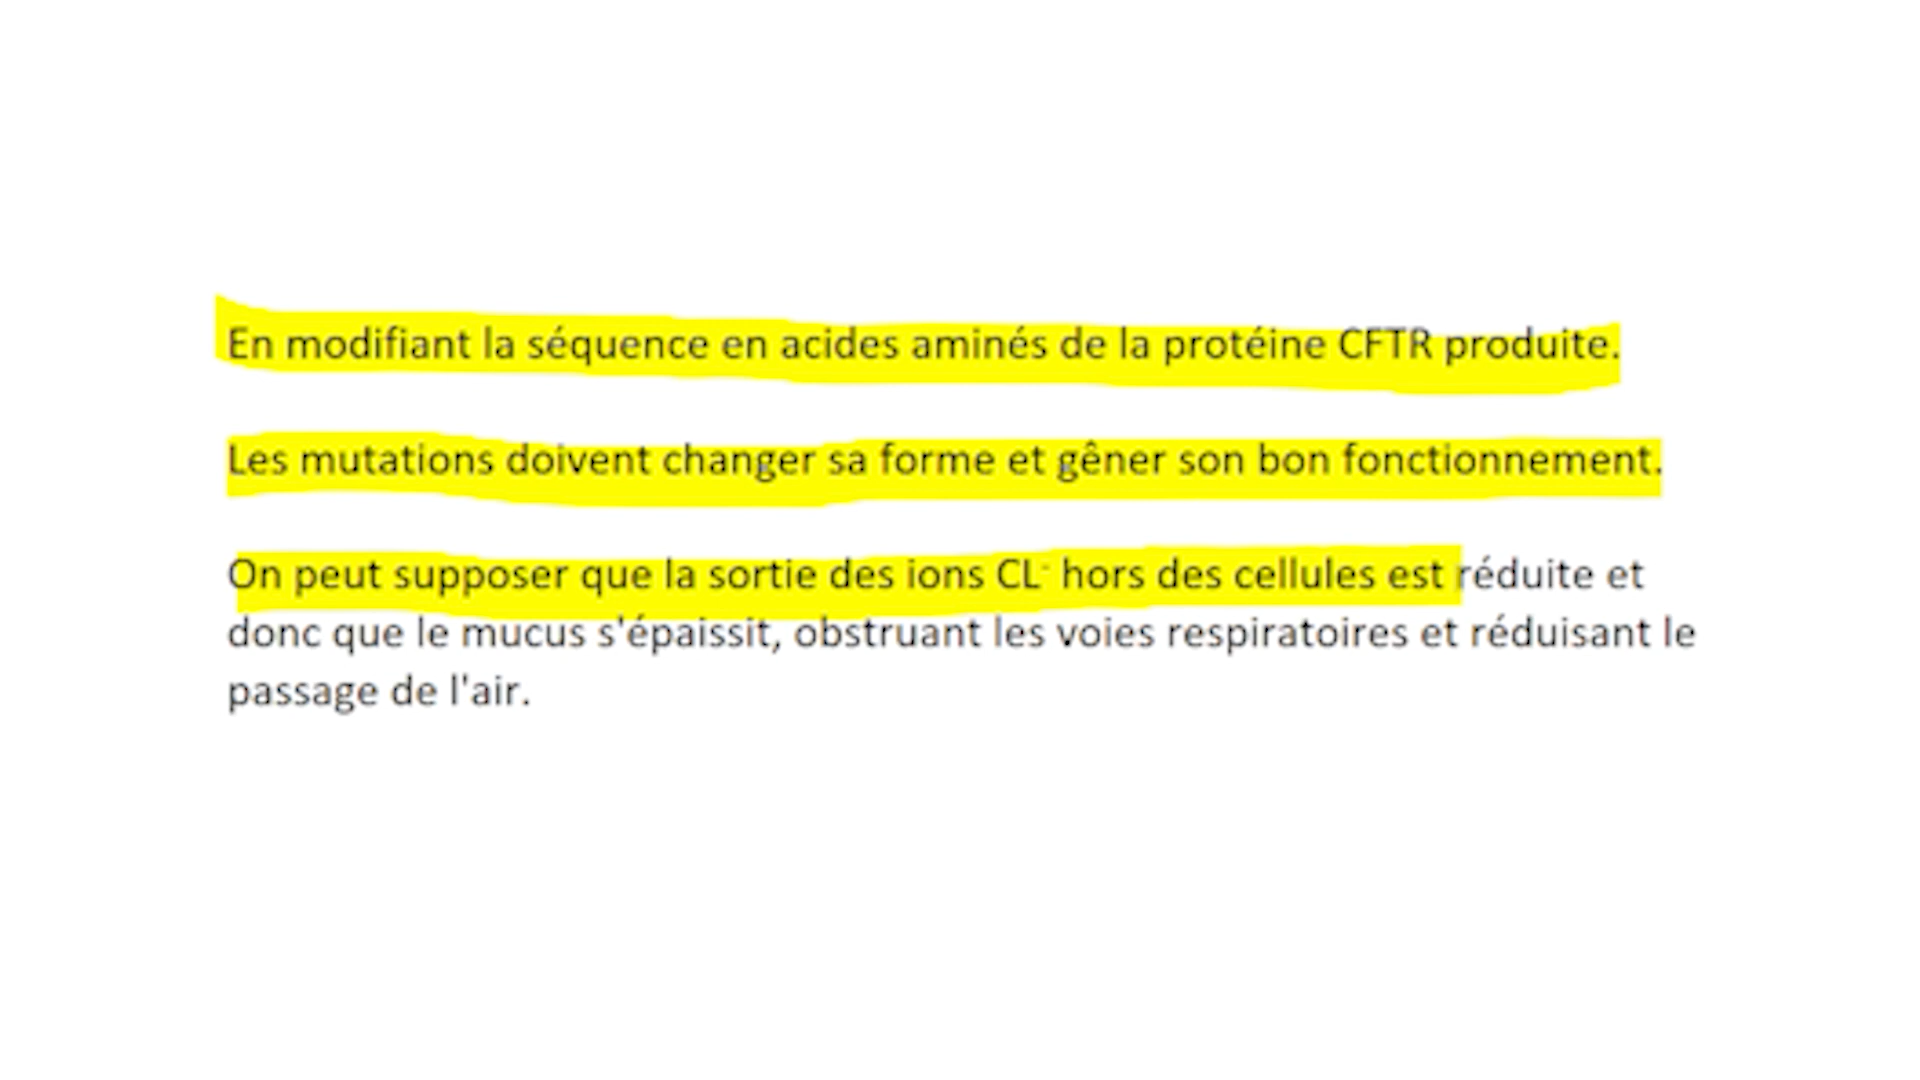 En modifiant la séquence en acides aminés de la protéine CFTR produite.
Les mutations doivent changer sa forme et gêner son bon fonctionnement.
On peut supposer que la sortie des ions CL⁻ hors des cellules est réduite et
donc que le mucus s'épaissit, obstruant les voies respiratoires et réduisant le
passage de l'air.